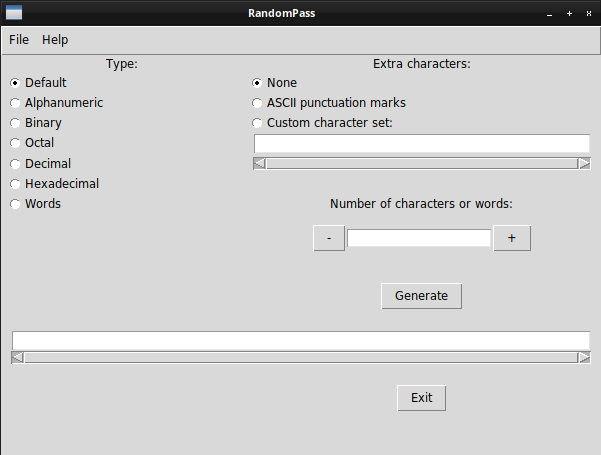 RandomPass
File Help
Type:
Extra characters:
Default
None
Alphanumeric
ASCII punctuation marks
Binary
Custom character set:
Octal
Decimal
Hexadecimal
Words
Number of characters or words:
- +
Generate
Exit